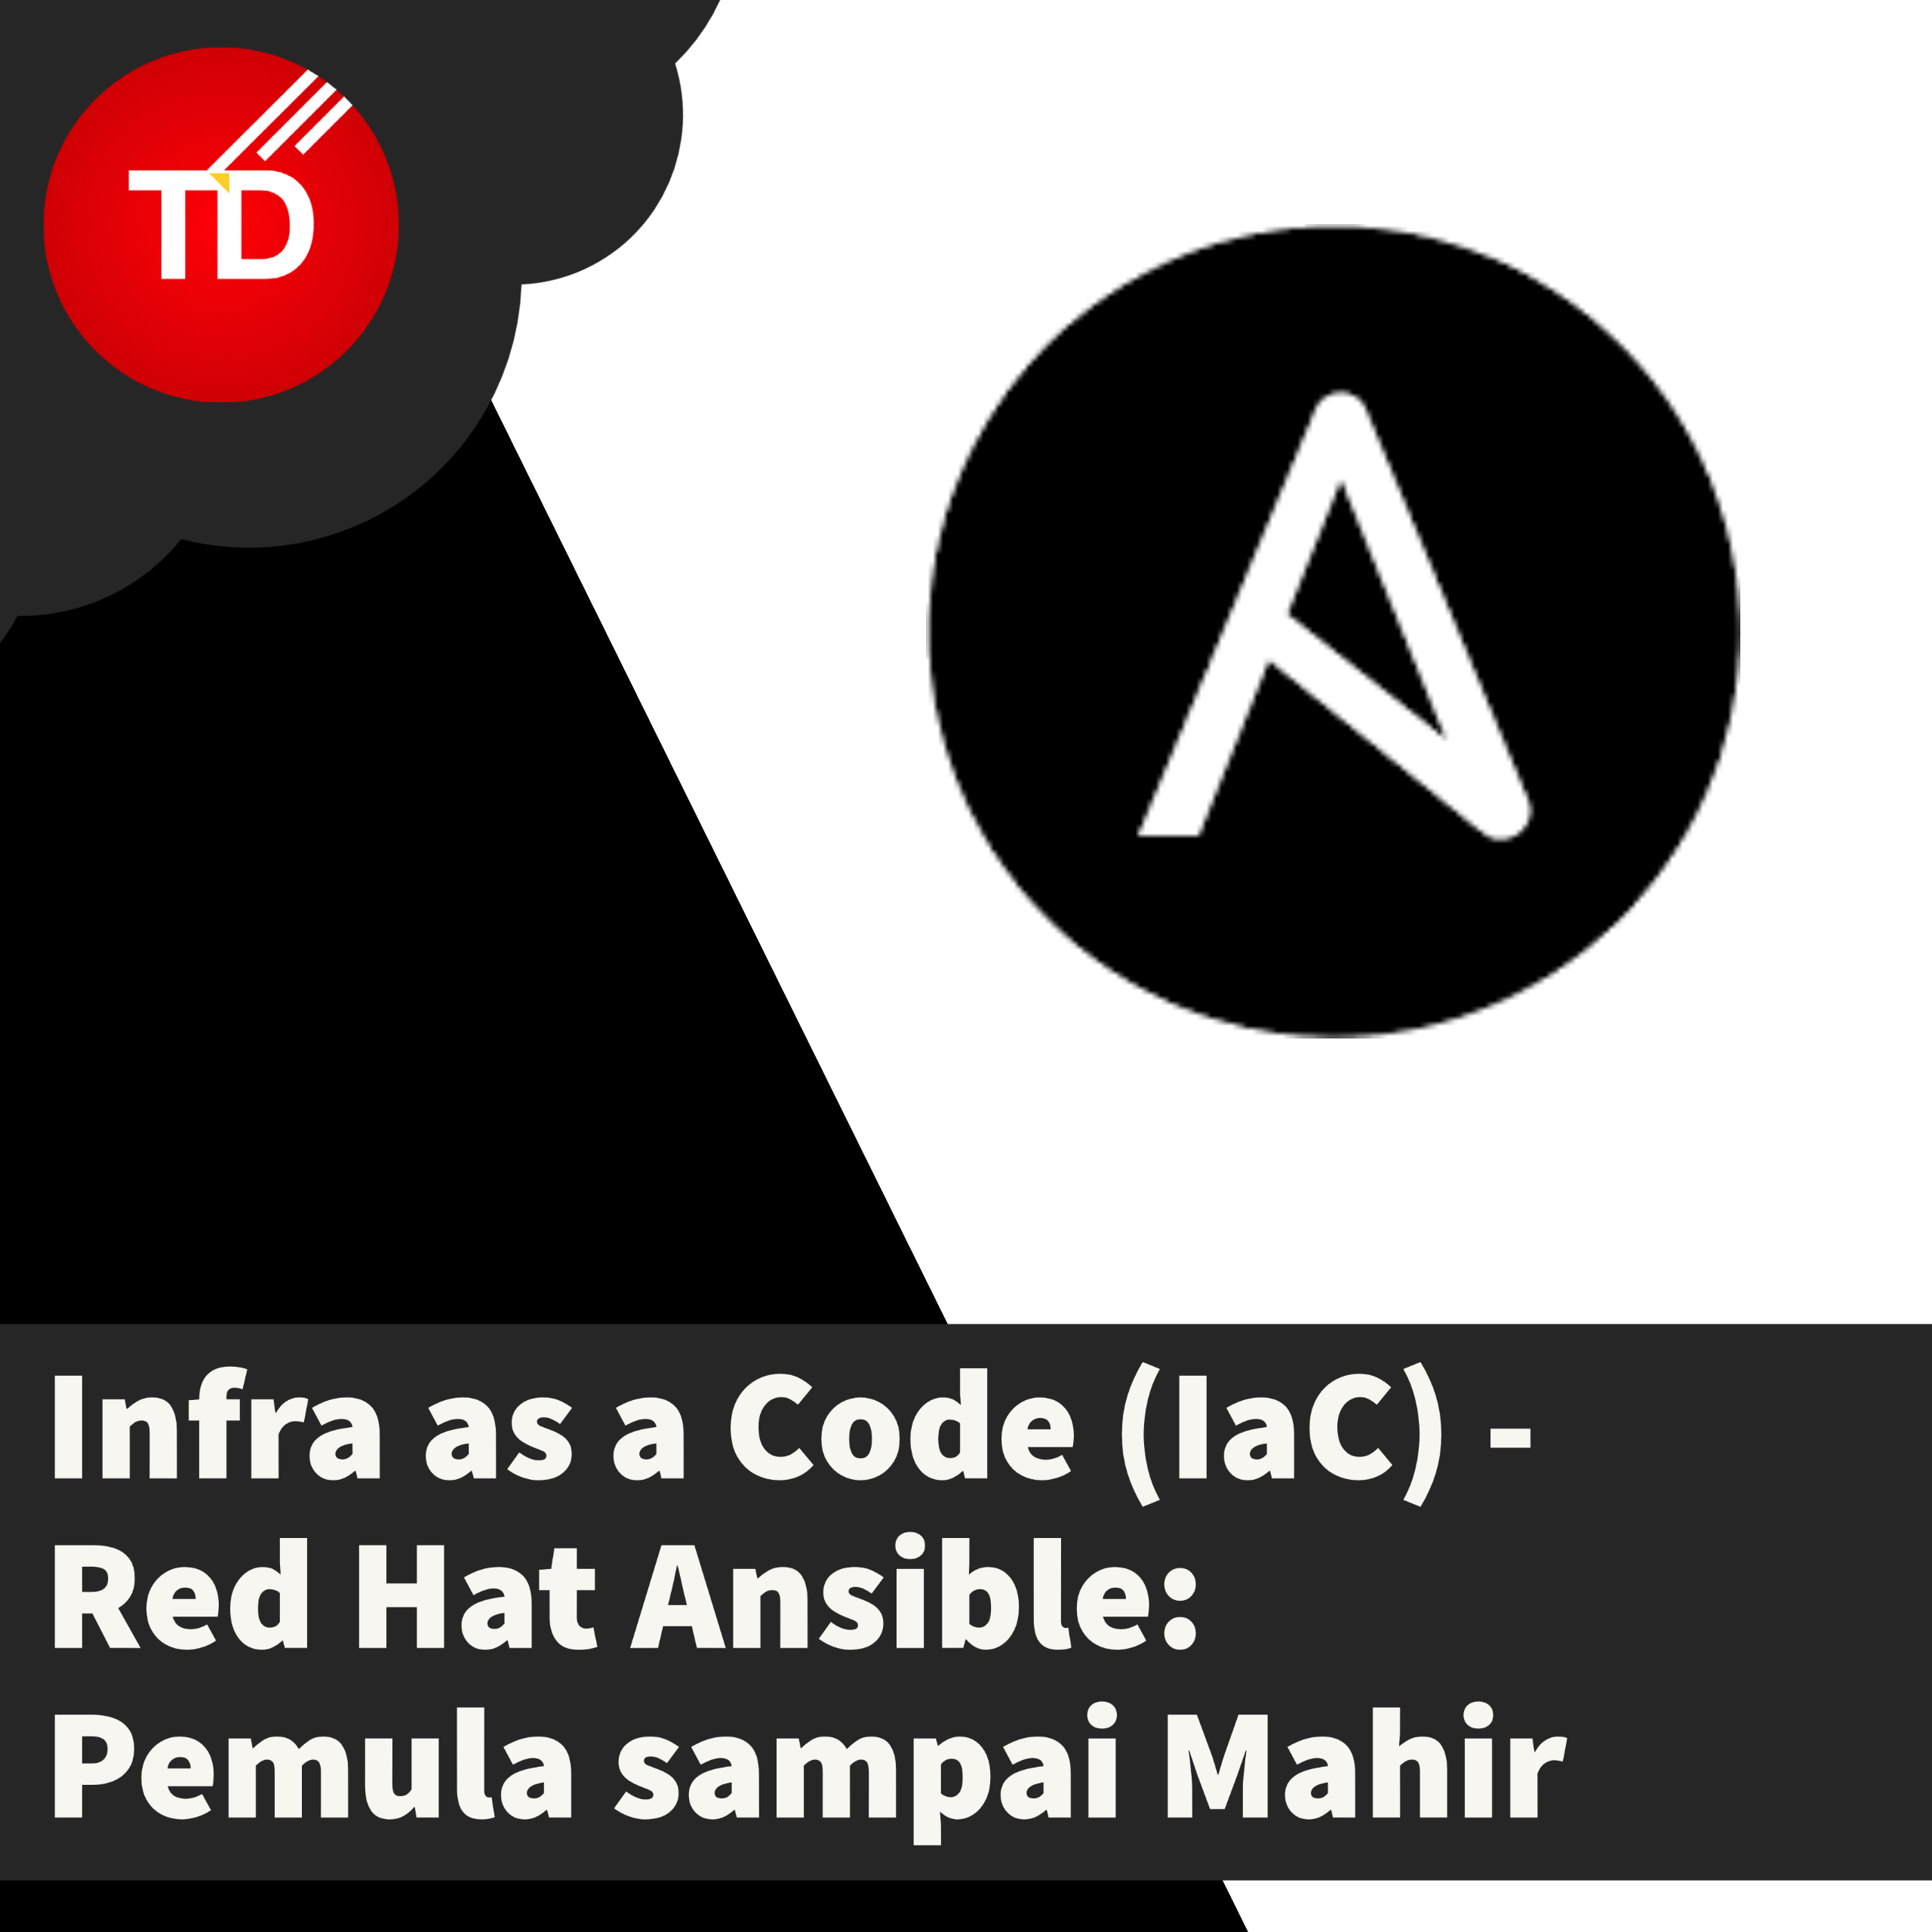 TD
Infra as a Code (IaC) -
Red Hat Ansible:
Pemula sampai Mahir